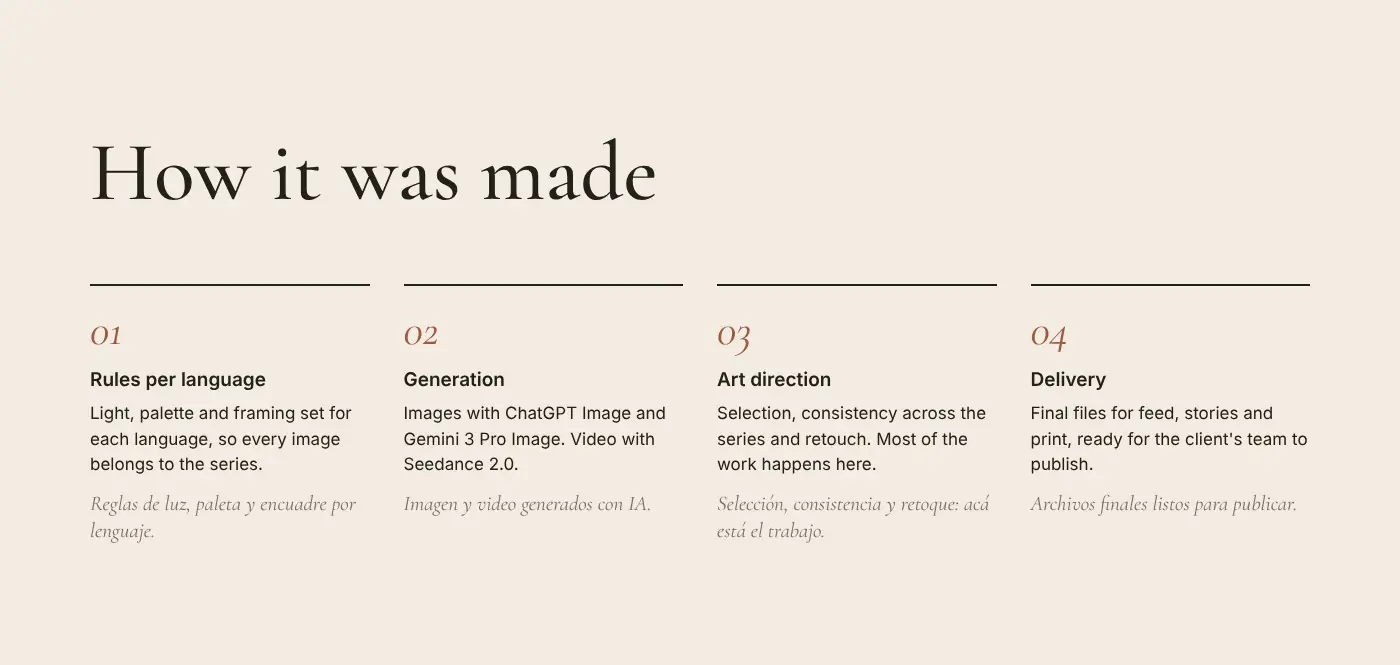 How it was made
01
Rules per language
Light, palette and framing set for
each language, so every image
belongs to the series.
Reglas de luz, paleta y encuadre por
lenguaje.
02
Generation
Images with ChatGPT Image and
Gemini 3 Pro Image. Video with
Seedance 2.0.
Imagen y video generados con IA.
03
Art direction
Selection, consistency across the
series and retouch. Most of the
work happens here.
Selección, consistencia y retoque: acá
está el trabajo.
04
Delivery
Final files for feed, stories and
print, ready for the client's team to
publish.
Archivos finales listos para publicar.